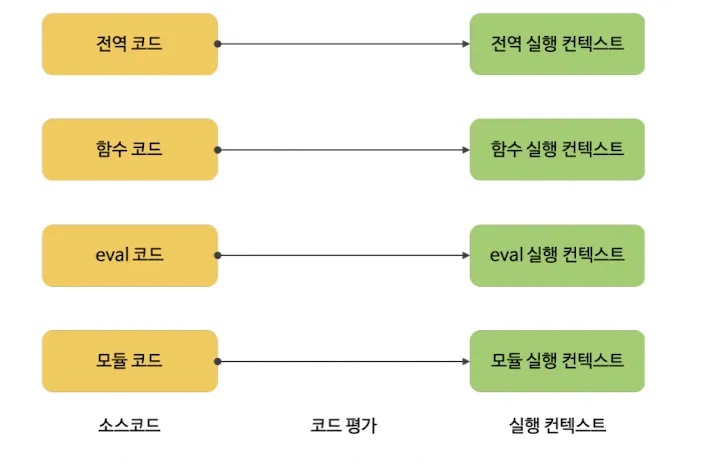 전역 코드 전역 실행 컨텍스트
함수 코드 함수 실행 컨텍스트
eval 코드 eval 실행 컨텍스트
모듈 코드 모듈 실행 컨텍스트
소스코드 코드 평가 실행 컨텍스트